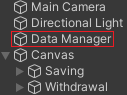 Main Camera
Directional Light
Data Manager
Canvas
Saving
Withdrawal